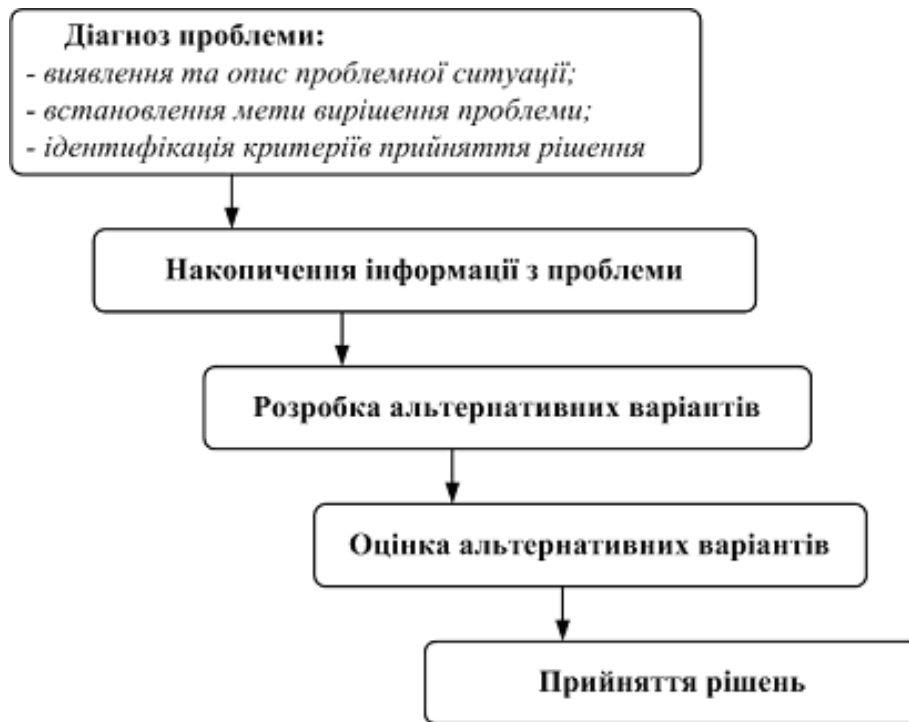 Діагноз проблеми:
- виявлення та опис проблемної ситуації;
- встановлення мети вирішення проблеми;
- ідентифікація критеріїв прийняття рішення
Накопичення інформації з проблеми
Розробка альтернативних варіантів
Оцінка альтернативних варіантів
Прийняття рішень